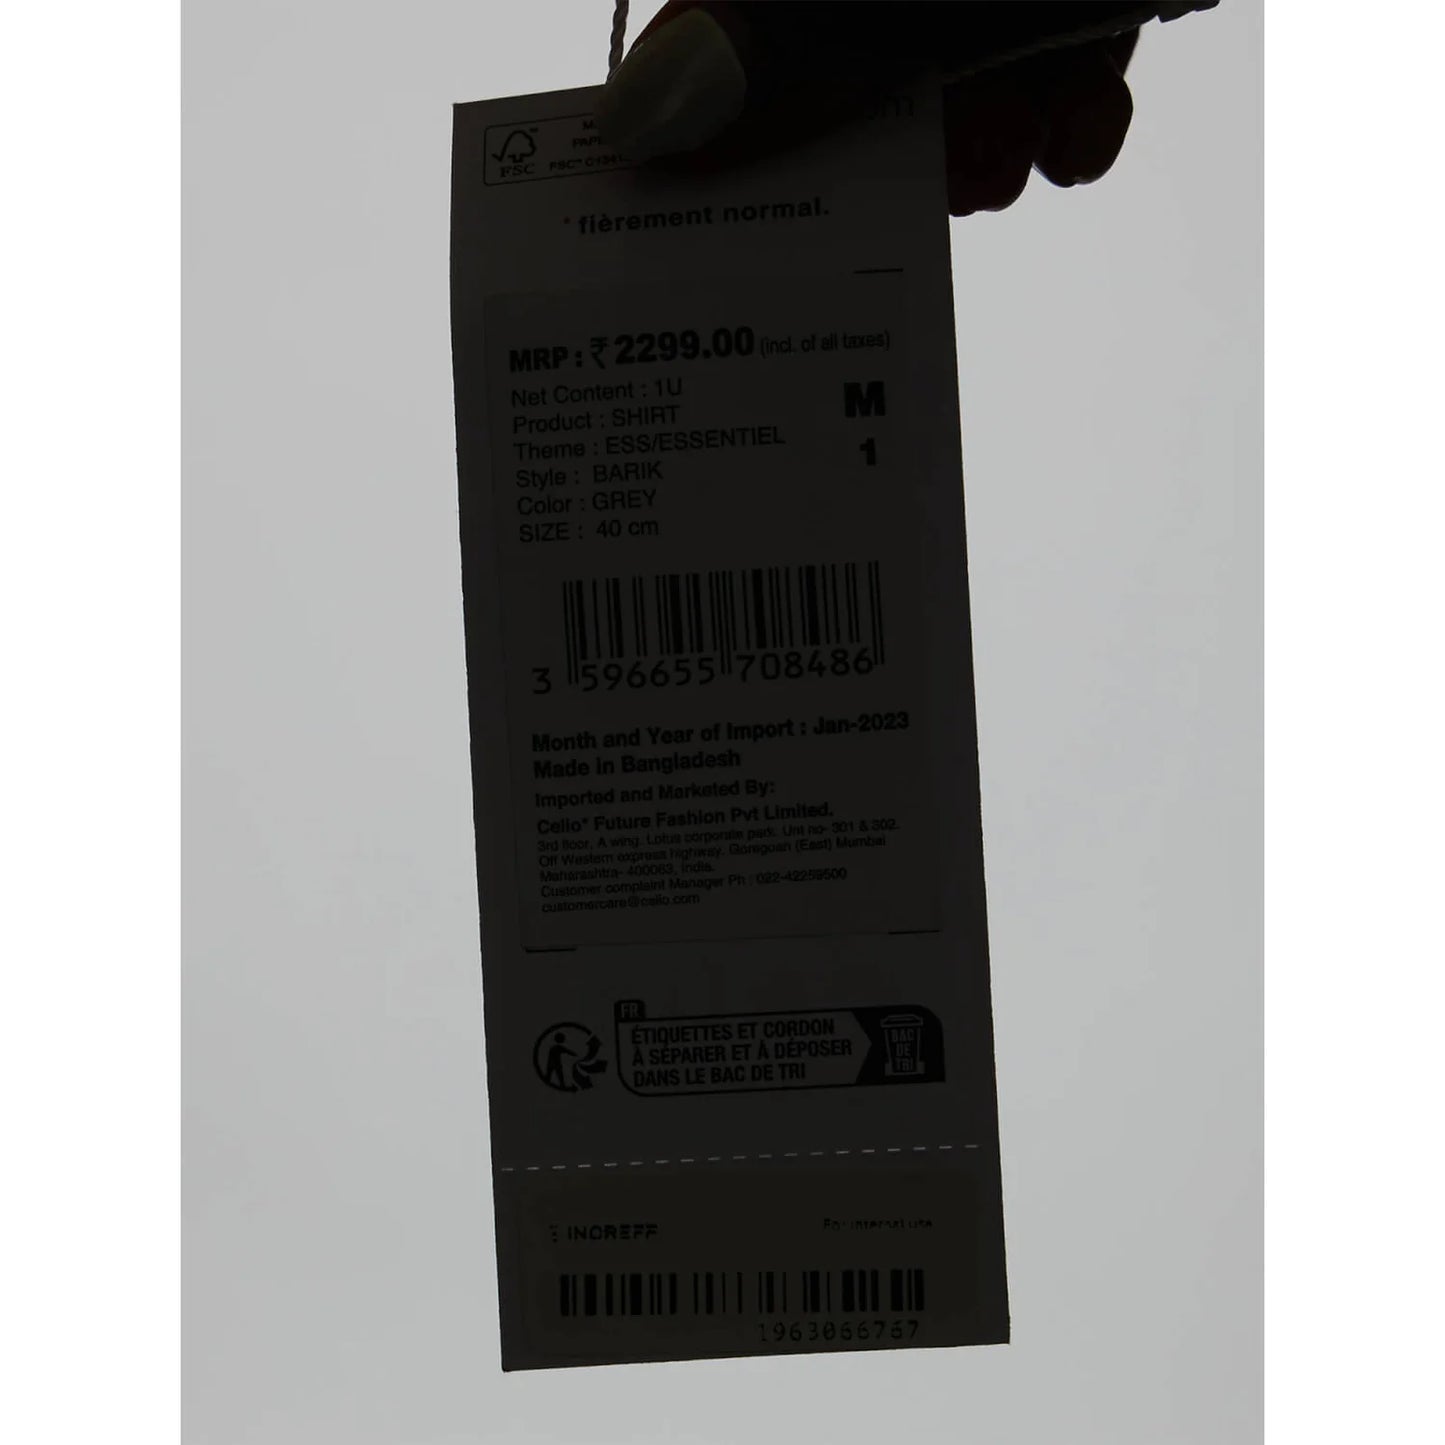 FSC
FSC™
* fièrement normal.
MRP : ₹ 2299.00 (incl. of all taxes)
Net Content : 1U
M
Product : SHIRT
Theme : ESS/ESSENTIEL
1
Style : BARIK
Color : GREY
SIZE : 40 cm
3 596655 708486
Month and Year of Import : Jan-2023
Made in Bangladesh
Imported and Marketed By:
Celio* Future Fashion Pvt Limited.
3rd floor, A wing. Lotus corporate park. Unt no- 301 & 302.
Off Western express highway. Goregoan (East) Mumbai
Maharashtra- 400063, India.
Customer complaint Manager Ph : 022-42259500
customercare@celio.com
FR
ÉTIQUETTES ET CORDON
À SÉPARER ET À DÉPOSER
DANS LE BAC DE TRI
BAC
DE
TRI
INCREFF
For internal use
1963066767